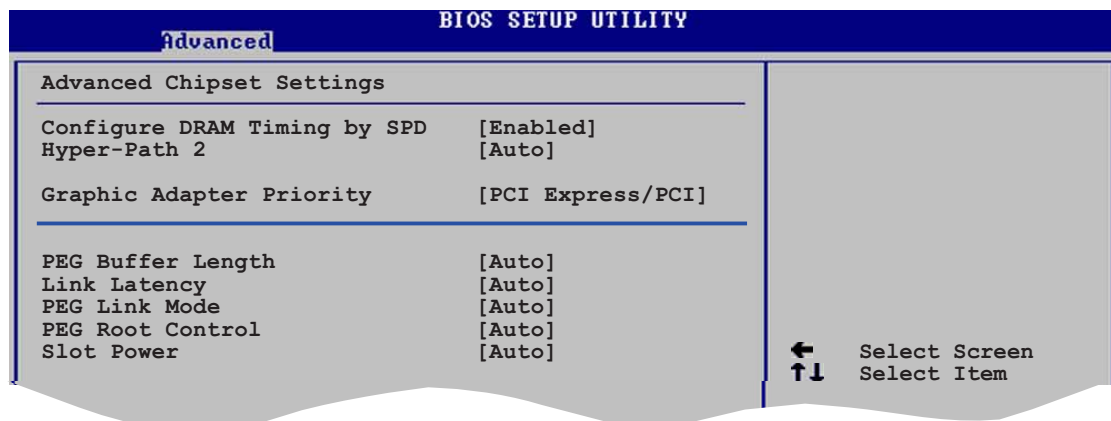 BIOS SETUP UTILITY
Advanced
Advanced Chipset Settings
Configure DRAM Timing by SPD [Enabled]
Hyper-Path 2 [Auto]
Graphic Adapter Priority [PCI Express/PCI]
PEG Buffer Length [Auto]
Link Latency [Auto]
PEG Link Mode [Auto]
PEG Root Control [Auto]
Slot Power [Auto]
← Select Screen
↑↓ Select Item